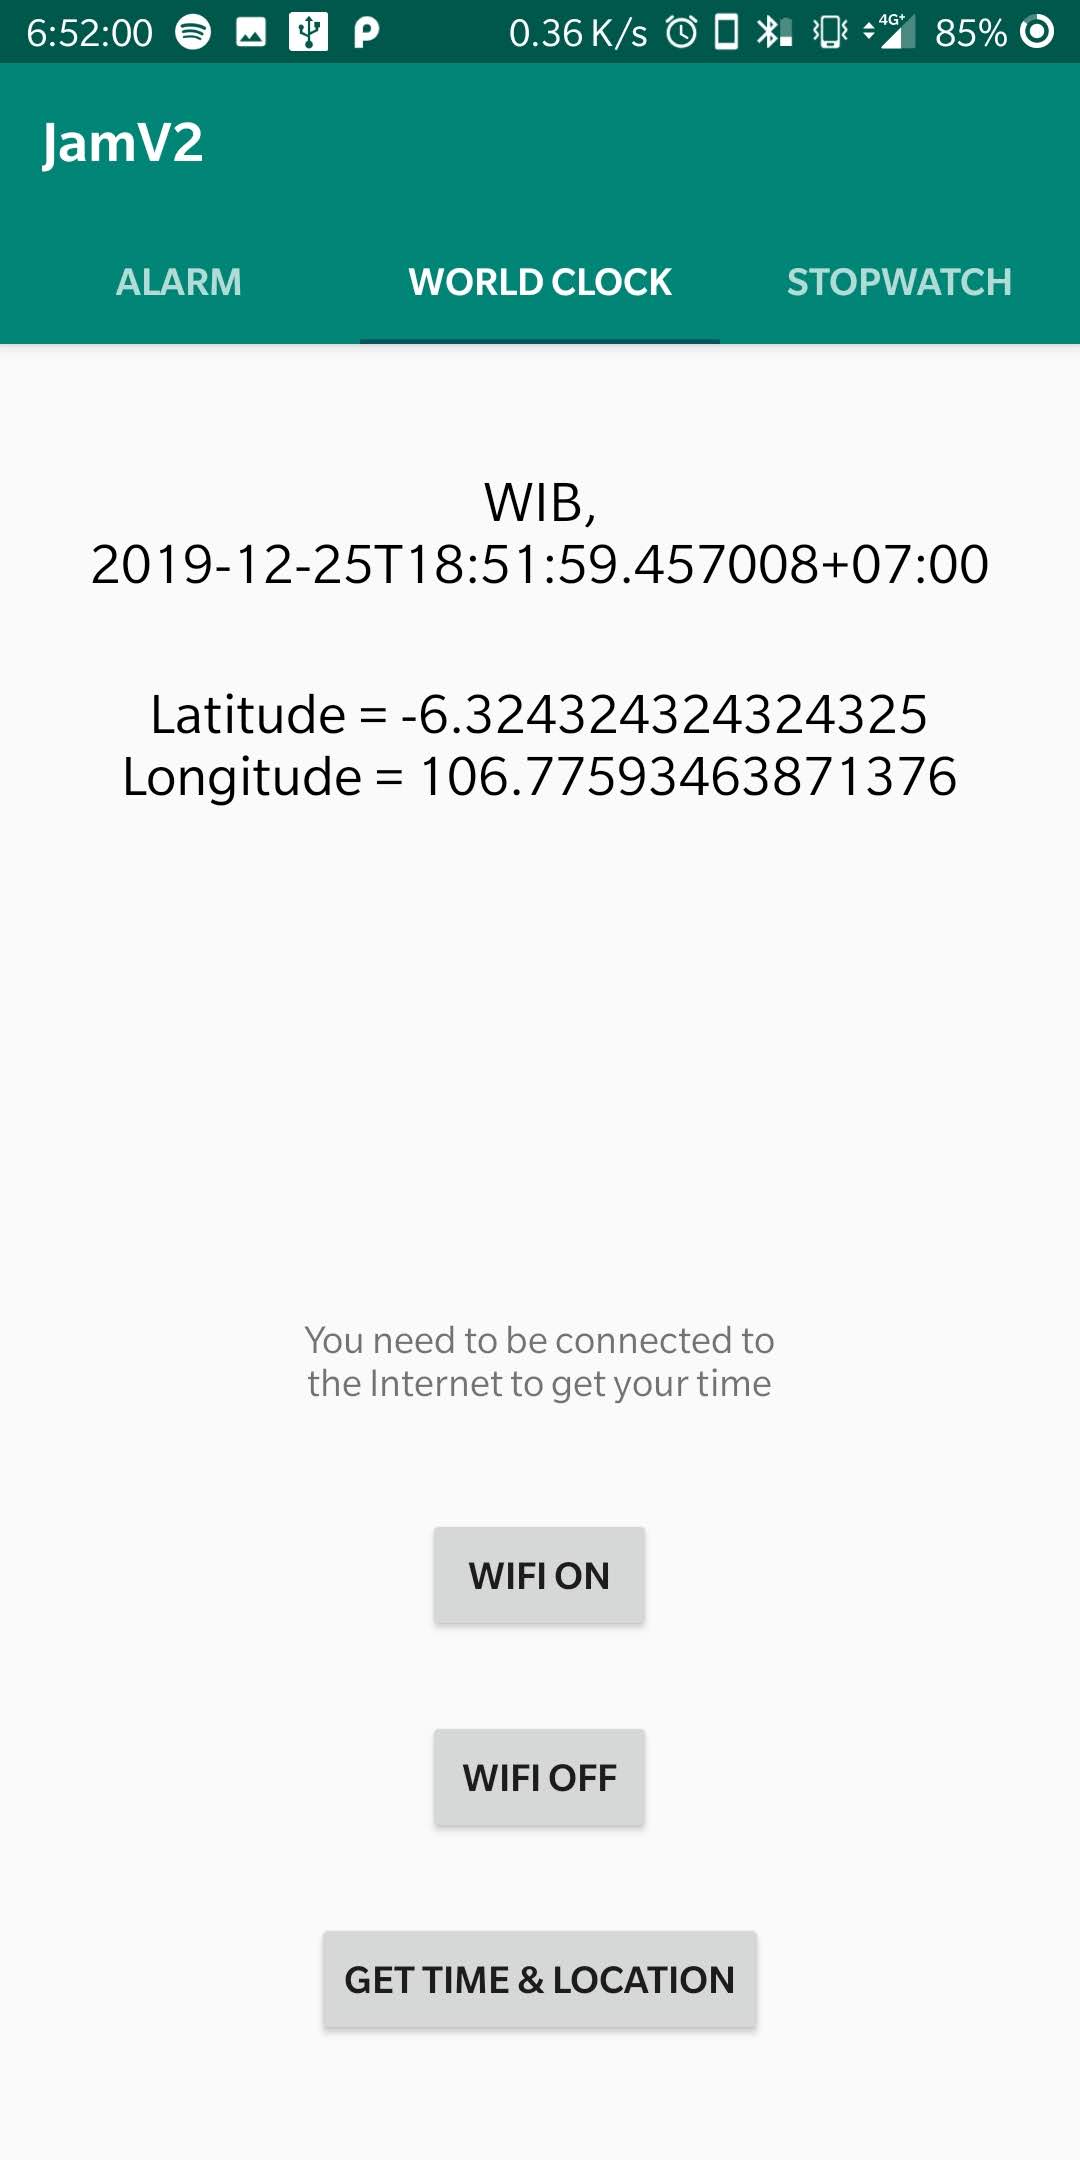 6:52:00 0.36 K/s 4G+ 85%
JamV2
ALARM WORLD CLOCK STOPWATCH
WIB,
2019-12-25T18:51:59.457008+07:00
Latitude = -6.324324324324325
Longitude = 106.77593463871376
You need to be connected to
the Internet to get your time
WIFI ON
WIFI OFF
GET TIME & LOCATION